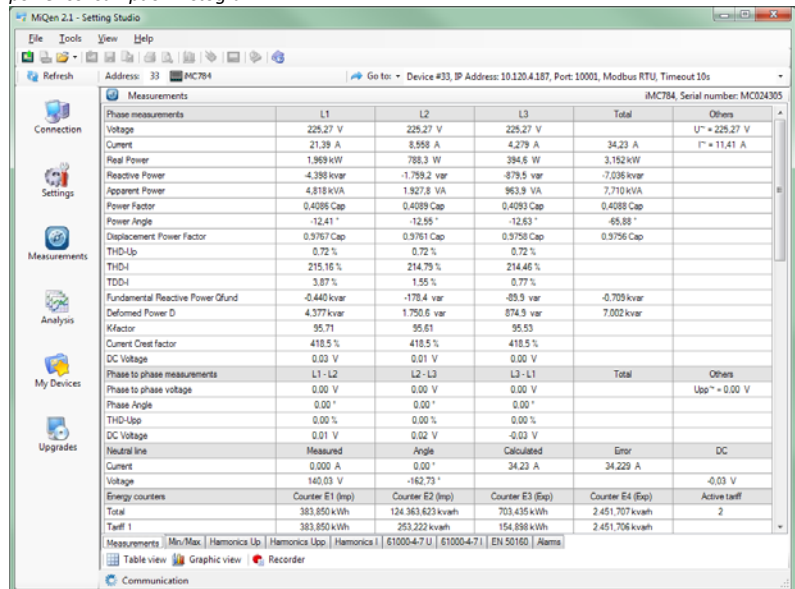 MiQen 2.1 - Setting Studio
File Tools View Help
Refresh Address: 33 MC784 Go to: Device #33, IP Address: 10.120.4.187, Port: 10001, Modbus RTU, Timeout 10s
Measurements iMC784, Serial number: MC024305
Connection
Settings
Measurements
Analysis
My Devices
Upgrades
Phase measurements L1 L2 L3 Total Others
Voltage 225,27 V 225,27 V 225,27 V U~ = 225,27 V
Current 21,39 A 8,558 A 4,279 A 34,23 A I~ = 11,41 A
Real Power 1,969 kW 788,3 W 394,6 W 3,152 kW
Reactive Power -4,398 kvar -1.759,2 var -879,5 var -7,036 kvar
Apparent Power 4,818 kVA 1.927,8 VA 963,9 VA 7,710 kVA
Power Factor 0,4086 Cap 0,4089 Cap 0,4093 Cap 0,4088 Cap
Power Angle -12,41 ° -12,55 ° -12,63 ° -65,88 °
Displacement Power Factor 0,9767 Cap 0,9761 Cap 0,9758 Cap 0,9756 Cap
THD-Up 0,72 % 0,72 % 0,72 %
THD-I 215,16 % 214,79 % 214,46 %
TDD-I 3,87 % 1,55 % 0,77 %
Fundamental Reactive Power Qfund -0,440 kvar -178.4 var -89.9 var -0,709 kvar
Deformed Power D 4,377 kvar 1.750,6 var 874,9 var 7,002 kvar
K-factor 95,71 95,61 95,53
Current Crest factor 418.5 % 418.5 % 418.5 %
DC Voltage 0,03 V 0,01 V 0,00 V
Phase to phase measurements L1 - L2 L2 - L3 L3 - L1 Total Others
Phase to phase voltage 0,00 V 0,00 V 0,00 V Upp~ = 0,00 V
Phase Angle 0,00 ° 0,00 ° 0,00 °
THD-Upp 0,00 % 0,00 % 0,00 %
DC Voltage 0,01 V 0,02 V -0,03 V
Neutral line Measured Angle Calculated Error DC
Current 0,000 A 0,00 ° 34,23 A 34,229 A
Voltage 140,03 V -162,73 ° -0,03 V
Energy counters Counter E1 (Imp) Counter E2 (Imp) Counter E3 (Exp) Counter E4 (Exp) Active tariff
Total 383,850 kWh 124.363,623 kvarh 703,435 kWh 2.451,707 kvarh 2
Tariff 1 383,850 kWh 253,222 kvarh 154,898 kWh 2.451,706 kvarh
Measurements Min/Max Harmonics Up Harmonics Upp Harmonics I 61000-4-7 U 61000-4-7 I EN 50160 Alarms
Table view Graphic view Recorder
Communication